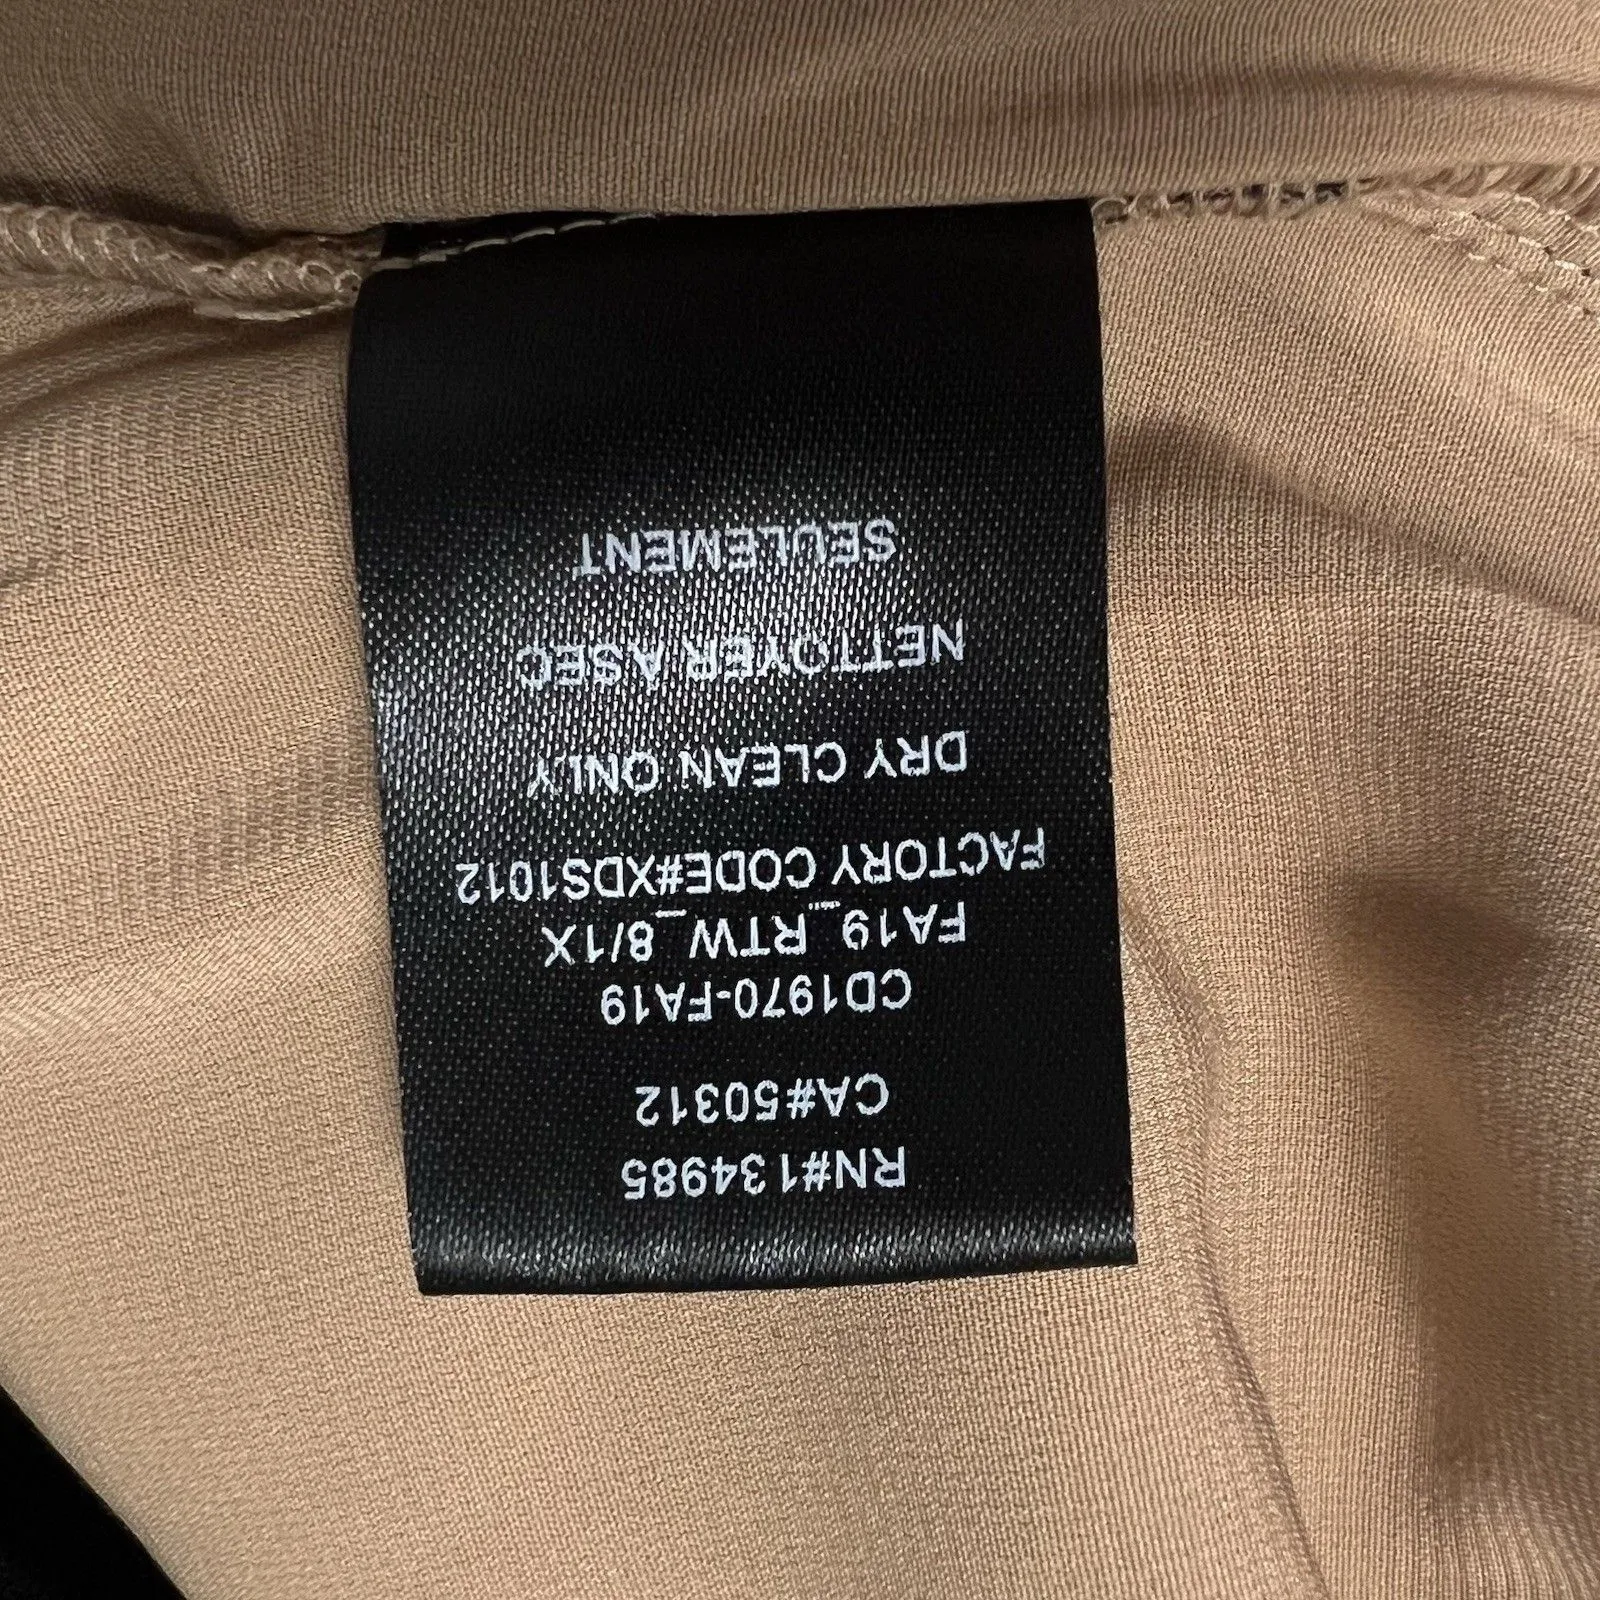 RN#134985
CA#50312
CD1970-FA19
FA19_RTW_8/1X
FACTORY CODE#XDS1012
DRY CLEAN ONLY
NETTOYER À SEC
SEULEMENT